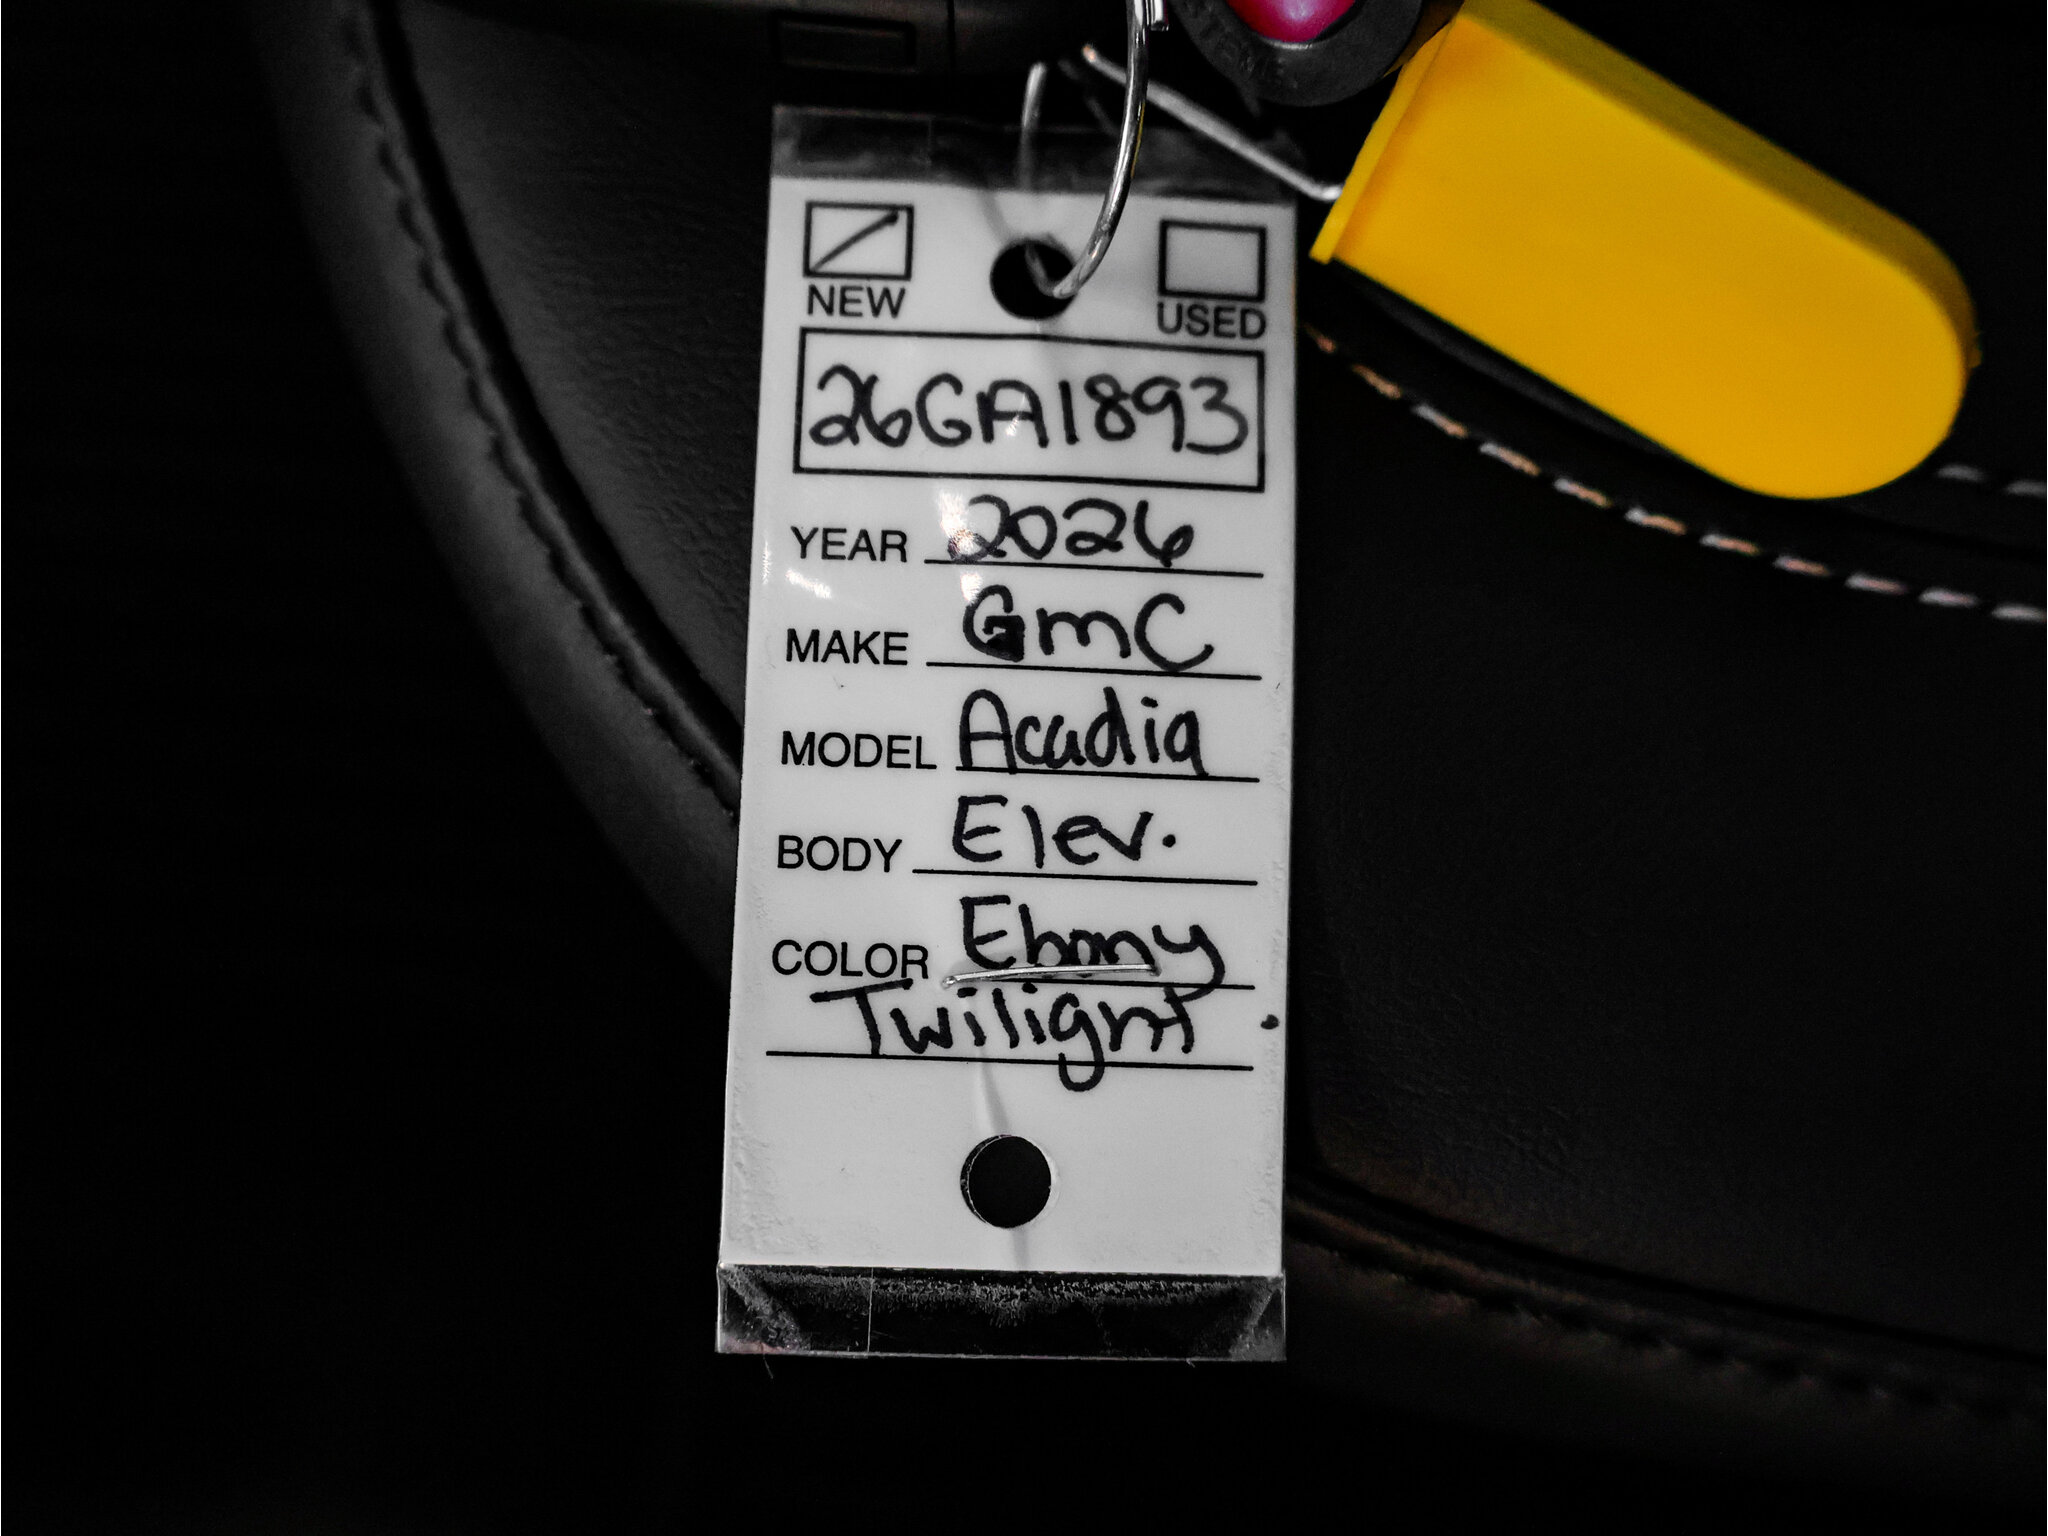 NEW USED
26GA1893
YEAR 2026
MAKE GMC
MODEL Acadia
BODY Elev.
COLOR Ebony
Twilight